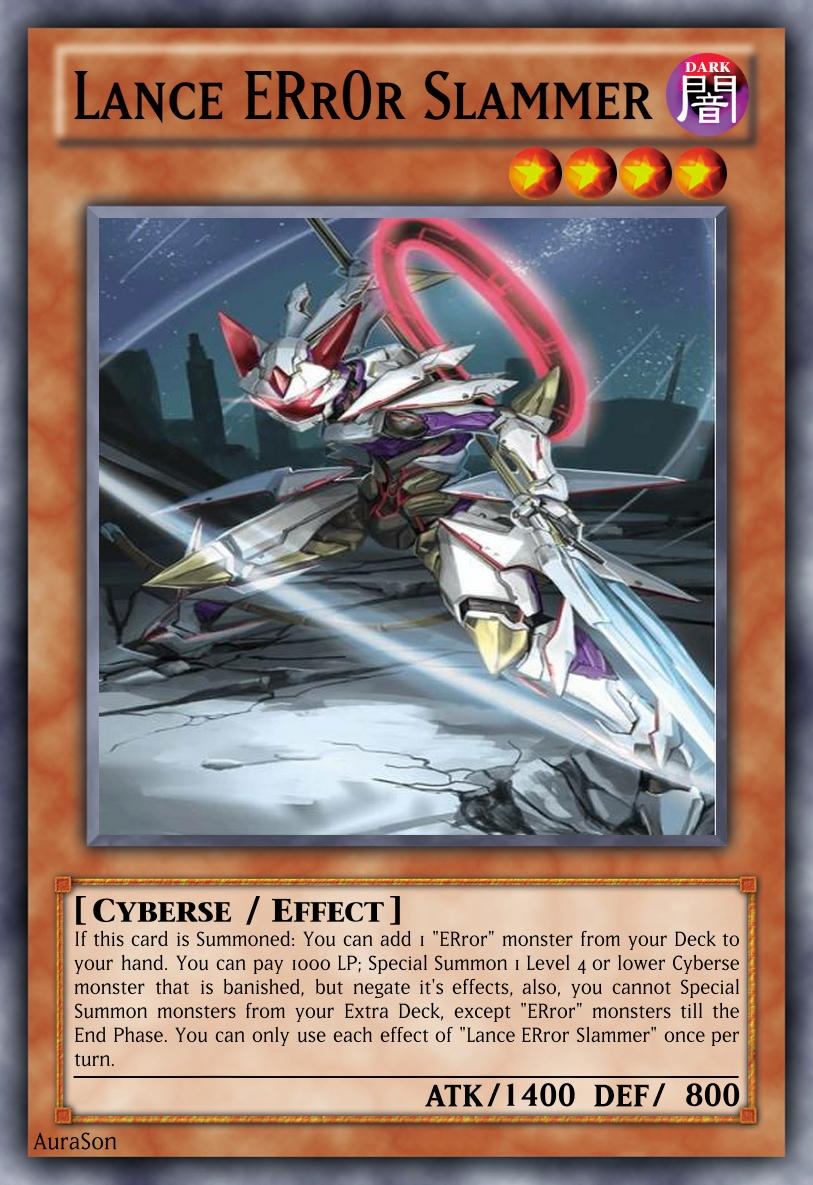 Lance ERr0r Slammer
DARK
闇
[ Cyberse / Effect ]
If this card is Summoned: You can add 1 "ERror" monster from your Deck to
your hand. You can pay 1000 LP; Special Summon 1 Level 4 or lower Cyberse
monster that is banished, but negate it's effects, also, you cannot Special
Summon monsters from your Extra Deck, except "ERror" monsters till the
End Phase. You can only use each effect of "Lance ERror Slammer" once per
turn.
ATK/1400 DEF/ 800
AuraSon